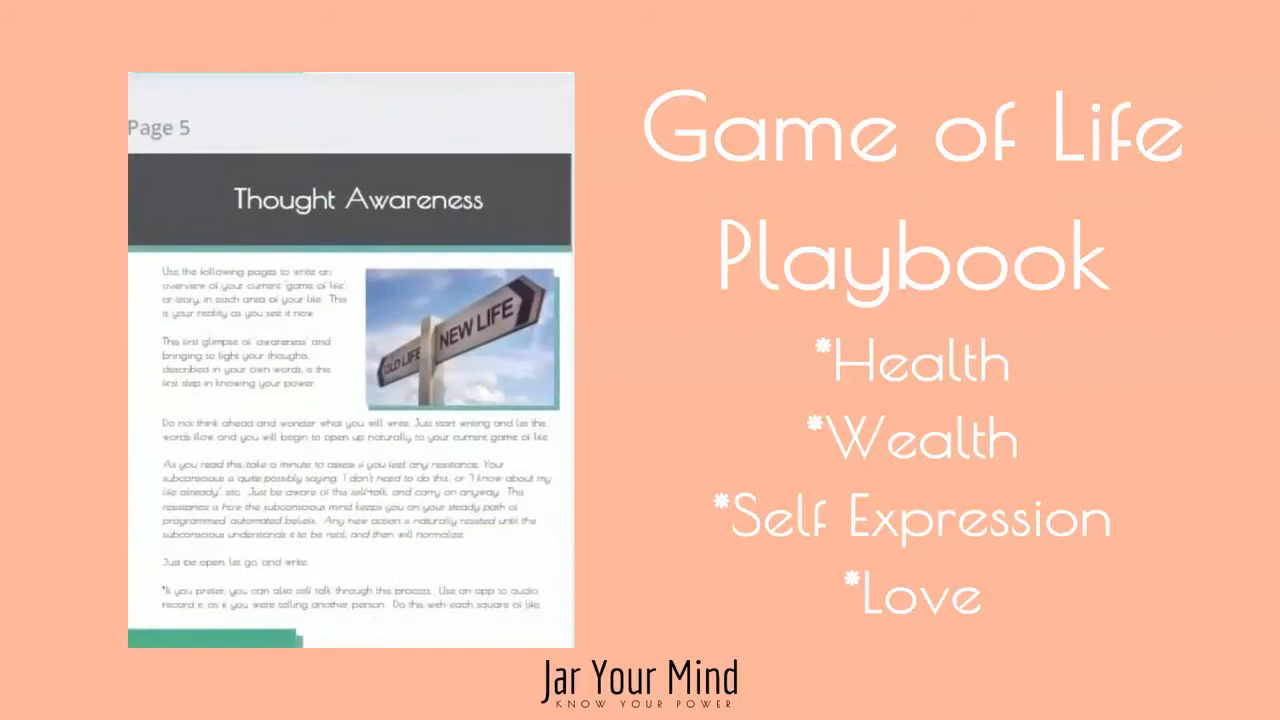 Page 5
Thought Awareness
Use the following pages to write an
overview of your current 'game of life',
or story, in each area of your life. This
is your reality as you see it now.
This first glimpse of 'awareness' and
bringing to light your thoughts,
described in your own words, is the
first step in knowing your power.
OLD LIFE
NEW LIFE
Do not think ahead and wonder what you will write. Just start writing and let the
words flow and you will begin to open up naturally to your current game of life.
As you read this, take a minute to assess if you feel any resistance. Your
subconscious is quite possibly saying, 'I don't need to do this', or "I know about my
life already", etc. Just be aware of this self-talk, and carry on anyway. This
resistance is how the subconscious mind keeps you on your steady path of
programmed, automated beliefs. Any new action is naturally resisted until the
subconscious understands it to be real, and then will normalize.
Just be open, let go, and write.
*If you prefer, you can also self talk through this process. Use an app to audio
record it, as if you were telling another person. Do this with each square of life.
Game of Life
Playbook
*Health
*Wealth
*Self Expression
*Love
Jar Your Mind
KNOW YOUR POWER